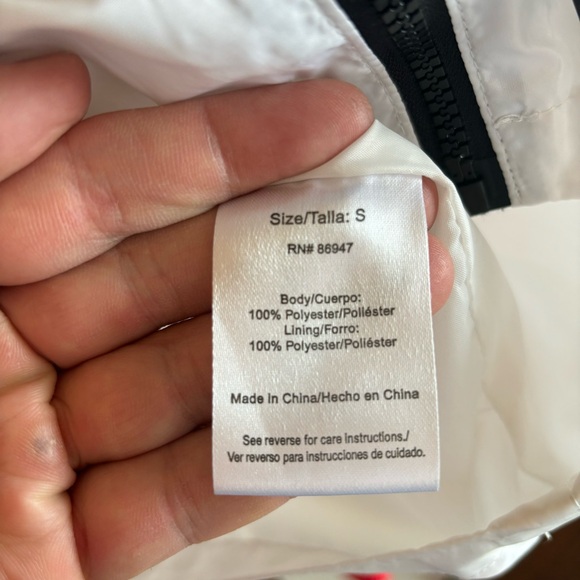 Size/Talla: S
RN# 86947
Body/Cuerpo:
100% Polyester/Poliéster
Lining/Forro:
100% Polyester/Poliéster
Made in China/Hecho en China
See reverse for care instructions./
Ver reverso para instrucciones de cuidado.